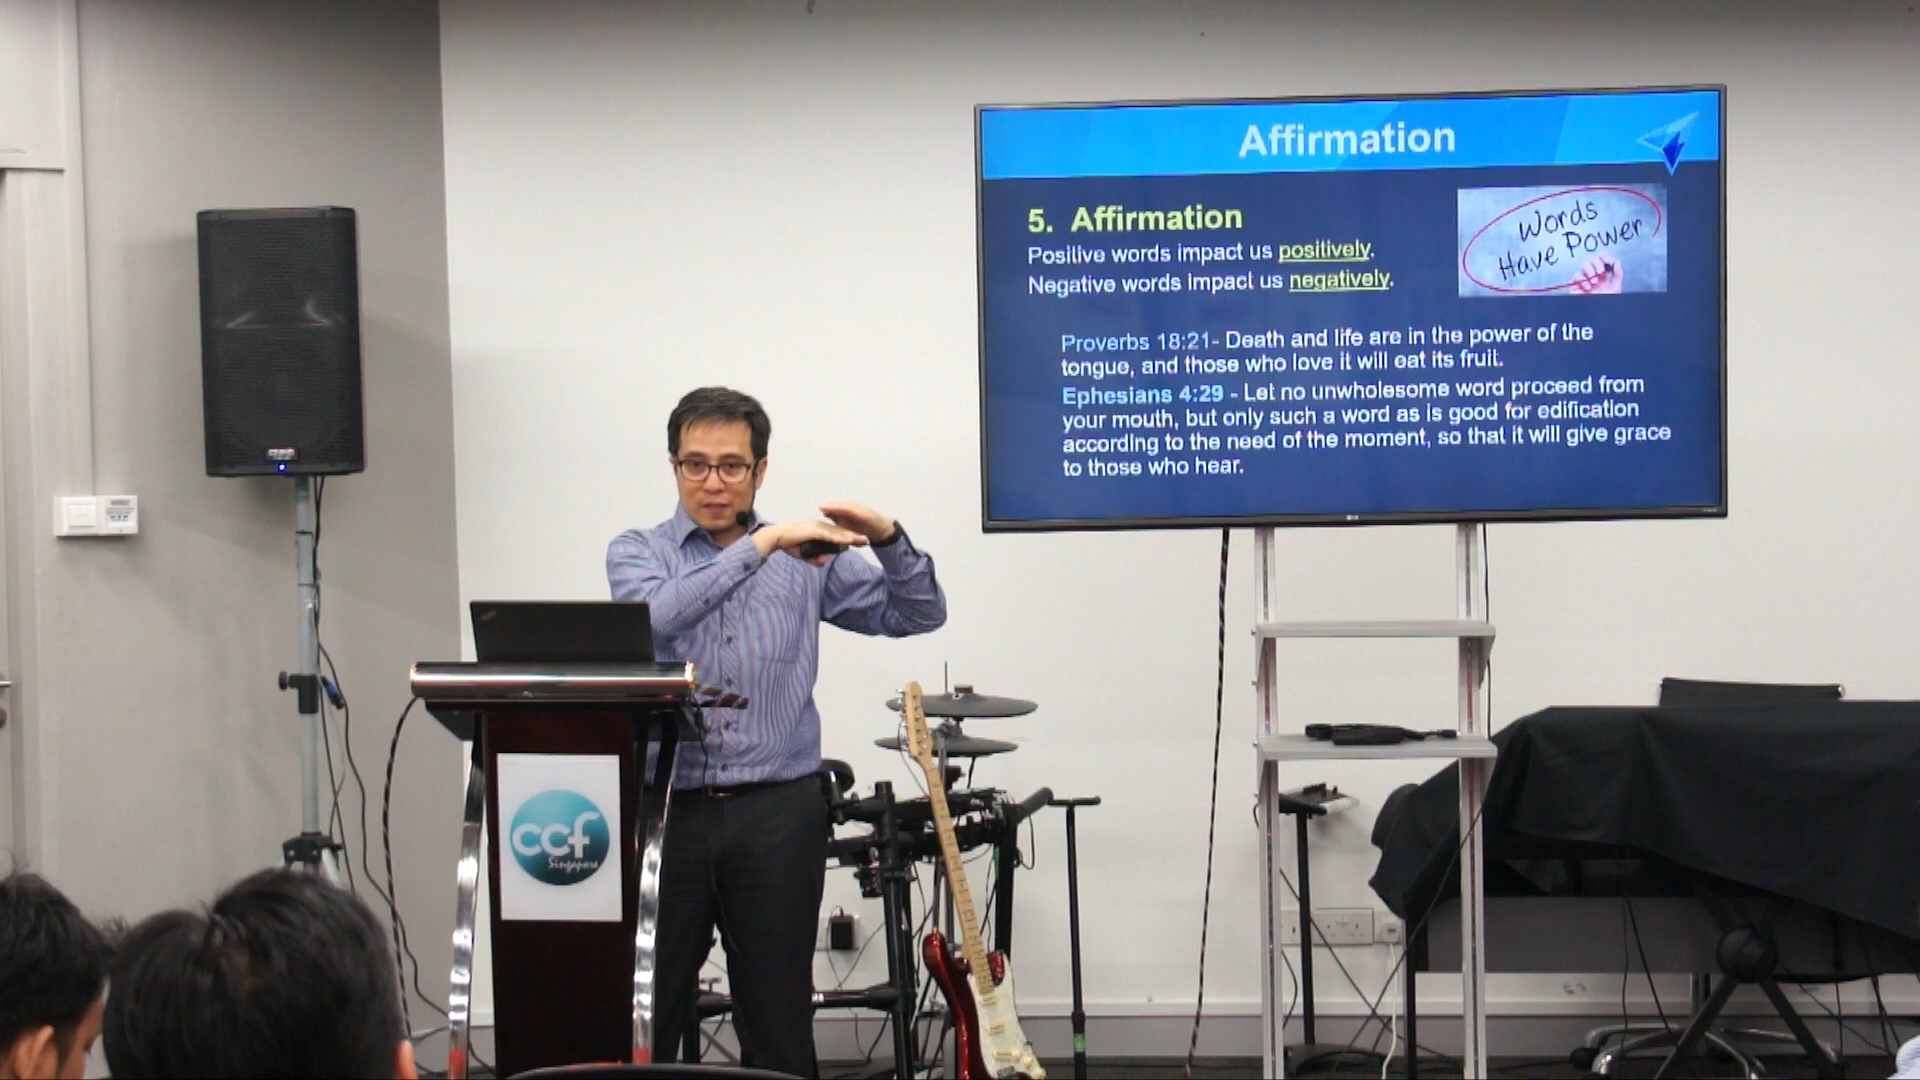 Affirmation
5. Affirmation
Positive words impact us positively.
Negative words impact us negatively.
Words
Have Power
Proverbs 18:21- Death and life are in the power of the
tongue, and those who love it will eat its fruit.
Ephesians 4:29 - Let no unwholesome word proceed from
your mouth, but only such a word as is good for edification
according to the need of the moment, so that it will give grace
to those who hear.
ccf
Singapore